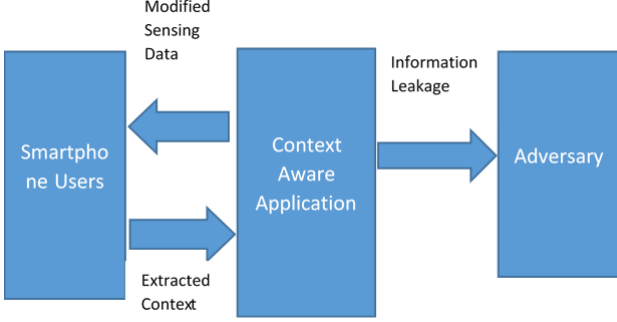 Modified
Sensing
Data
Information
Leakage
Smartpho
ne Users
Context
Aware
Application
Adversary
Extracted
Context